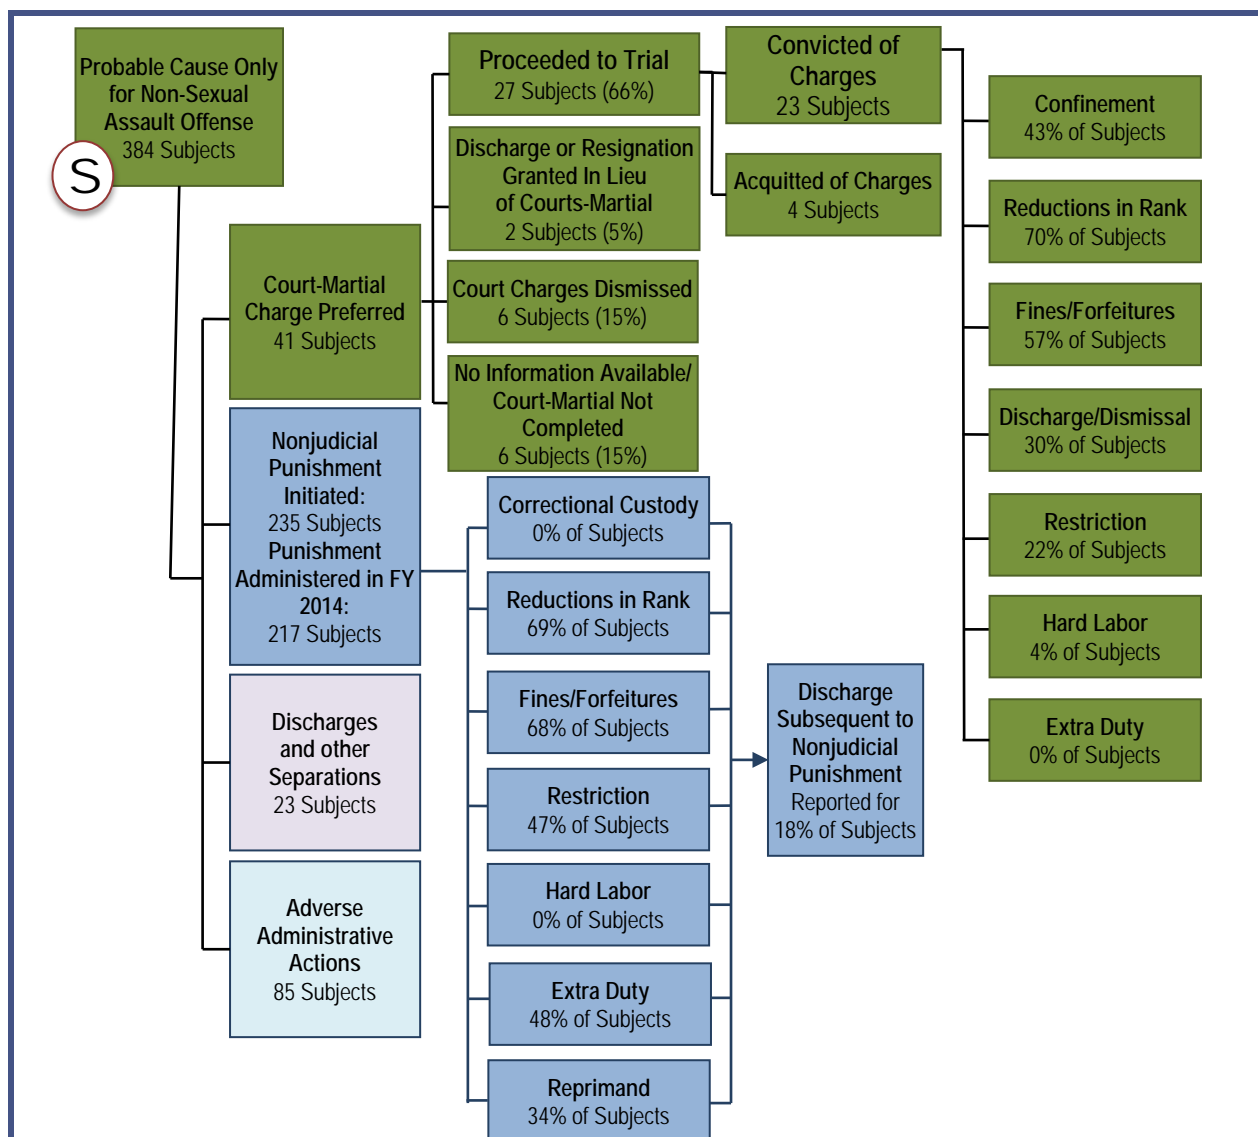 Probable Cause Only
for Non-Sexual
Assault Offense
384 Subjects
S
Court-Martial
Charge Preferred
41 Subjects
Nonjudicial
Punishment
Initiated:
235 Subjects
Punishment
Administered in FY
2014:
217 Subjects
Discharges
and other
Separations
23 Subjects
Adverse
Administrative
Actions
85 Subjects
Proceeded to Trial
27 Subjects (66%)
Discharge or Resignation
Granted In Lieu
of Courts-Martial
2 Subjects (5%)
Court Charges Dismissed
6 Subjects (15%)
No Information Available/
Court-Martial Not
Completed
6 Subjects (15%)
Convicted of
Charges
23 Subjects
Acquitted of Charges
4 Subjects
Confinement
43% of Subjects
Reductions in Rank
70% of Subjects
Fines/Forfeitures
57% of Subjects
Discharge/Dismissal
30% of Subjects
Restriction
22% of Subjects
Hard Labor
4% of Subjects
Extra Duty
0% of Subjects
Correctional Custody
0% of Subjects
Reductions in Rank
69% of Subjects
Fines/Forfeitures
68% of Subjects
Restriction
47% of Subjects
Hard Labor
0% of Subjects
Extra Duty
48% of Subjects
Reprimand
34% of Subjects
Discharge
Subsequent to
Nonjudicial
Punishment
Reported for
18% of Subjects